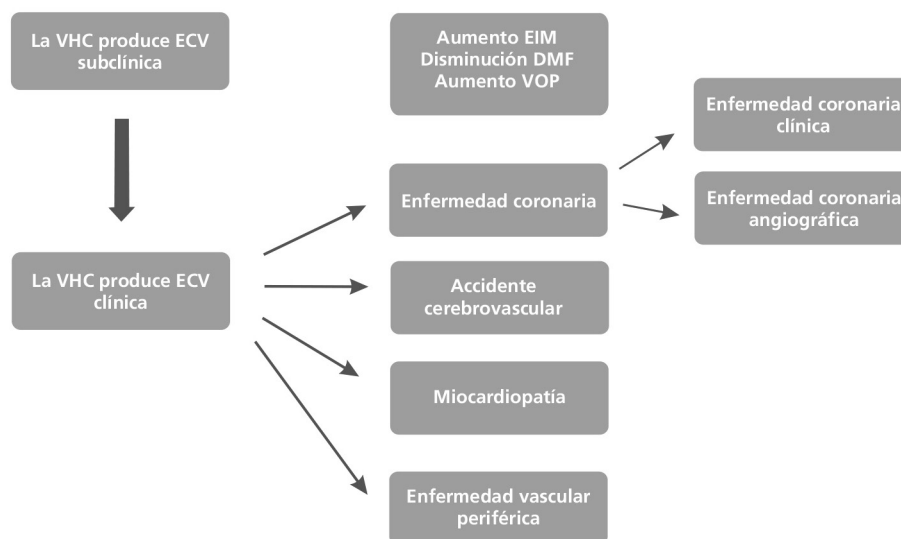 La VHC produce ECV
subclínica
Aumento EIM
Disminución DMF
Aumento VOP
Enfermedad coronaria
clínica
Enfermedad coronaria
Enfermedad coronaria
angiográfica
La VHC produce ECV
clínica
Accidente
cerebrovascular
Miocardiopatía
Enfermedad vascular
periférica